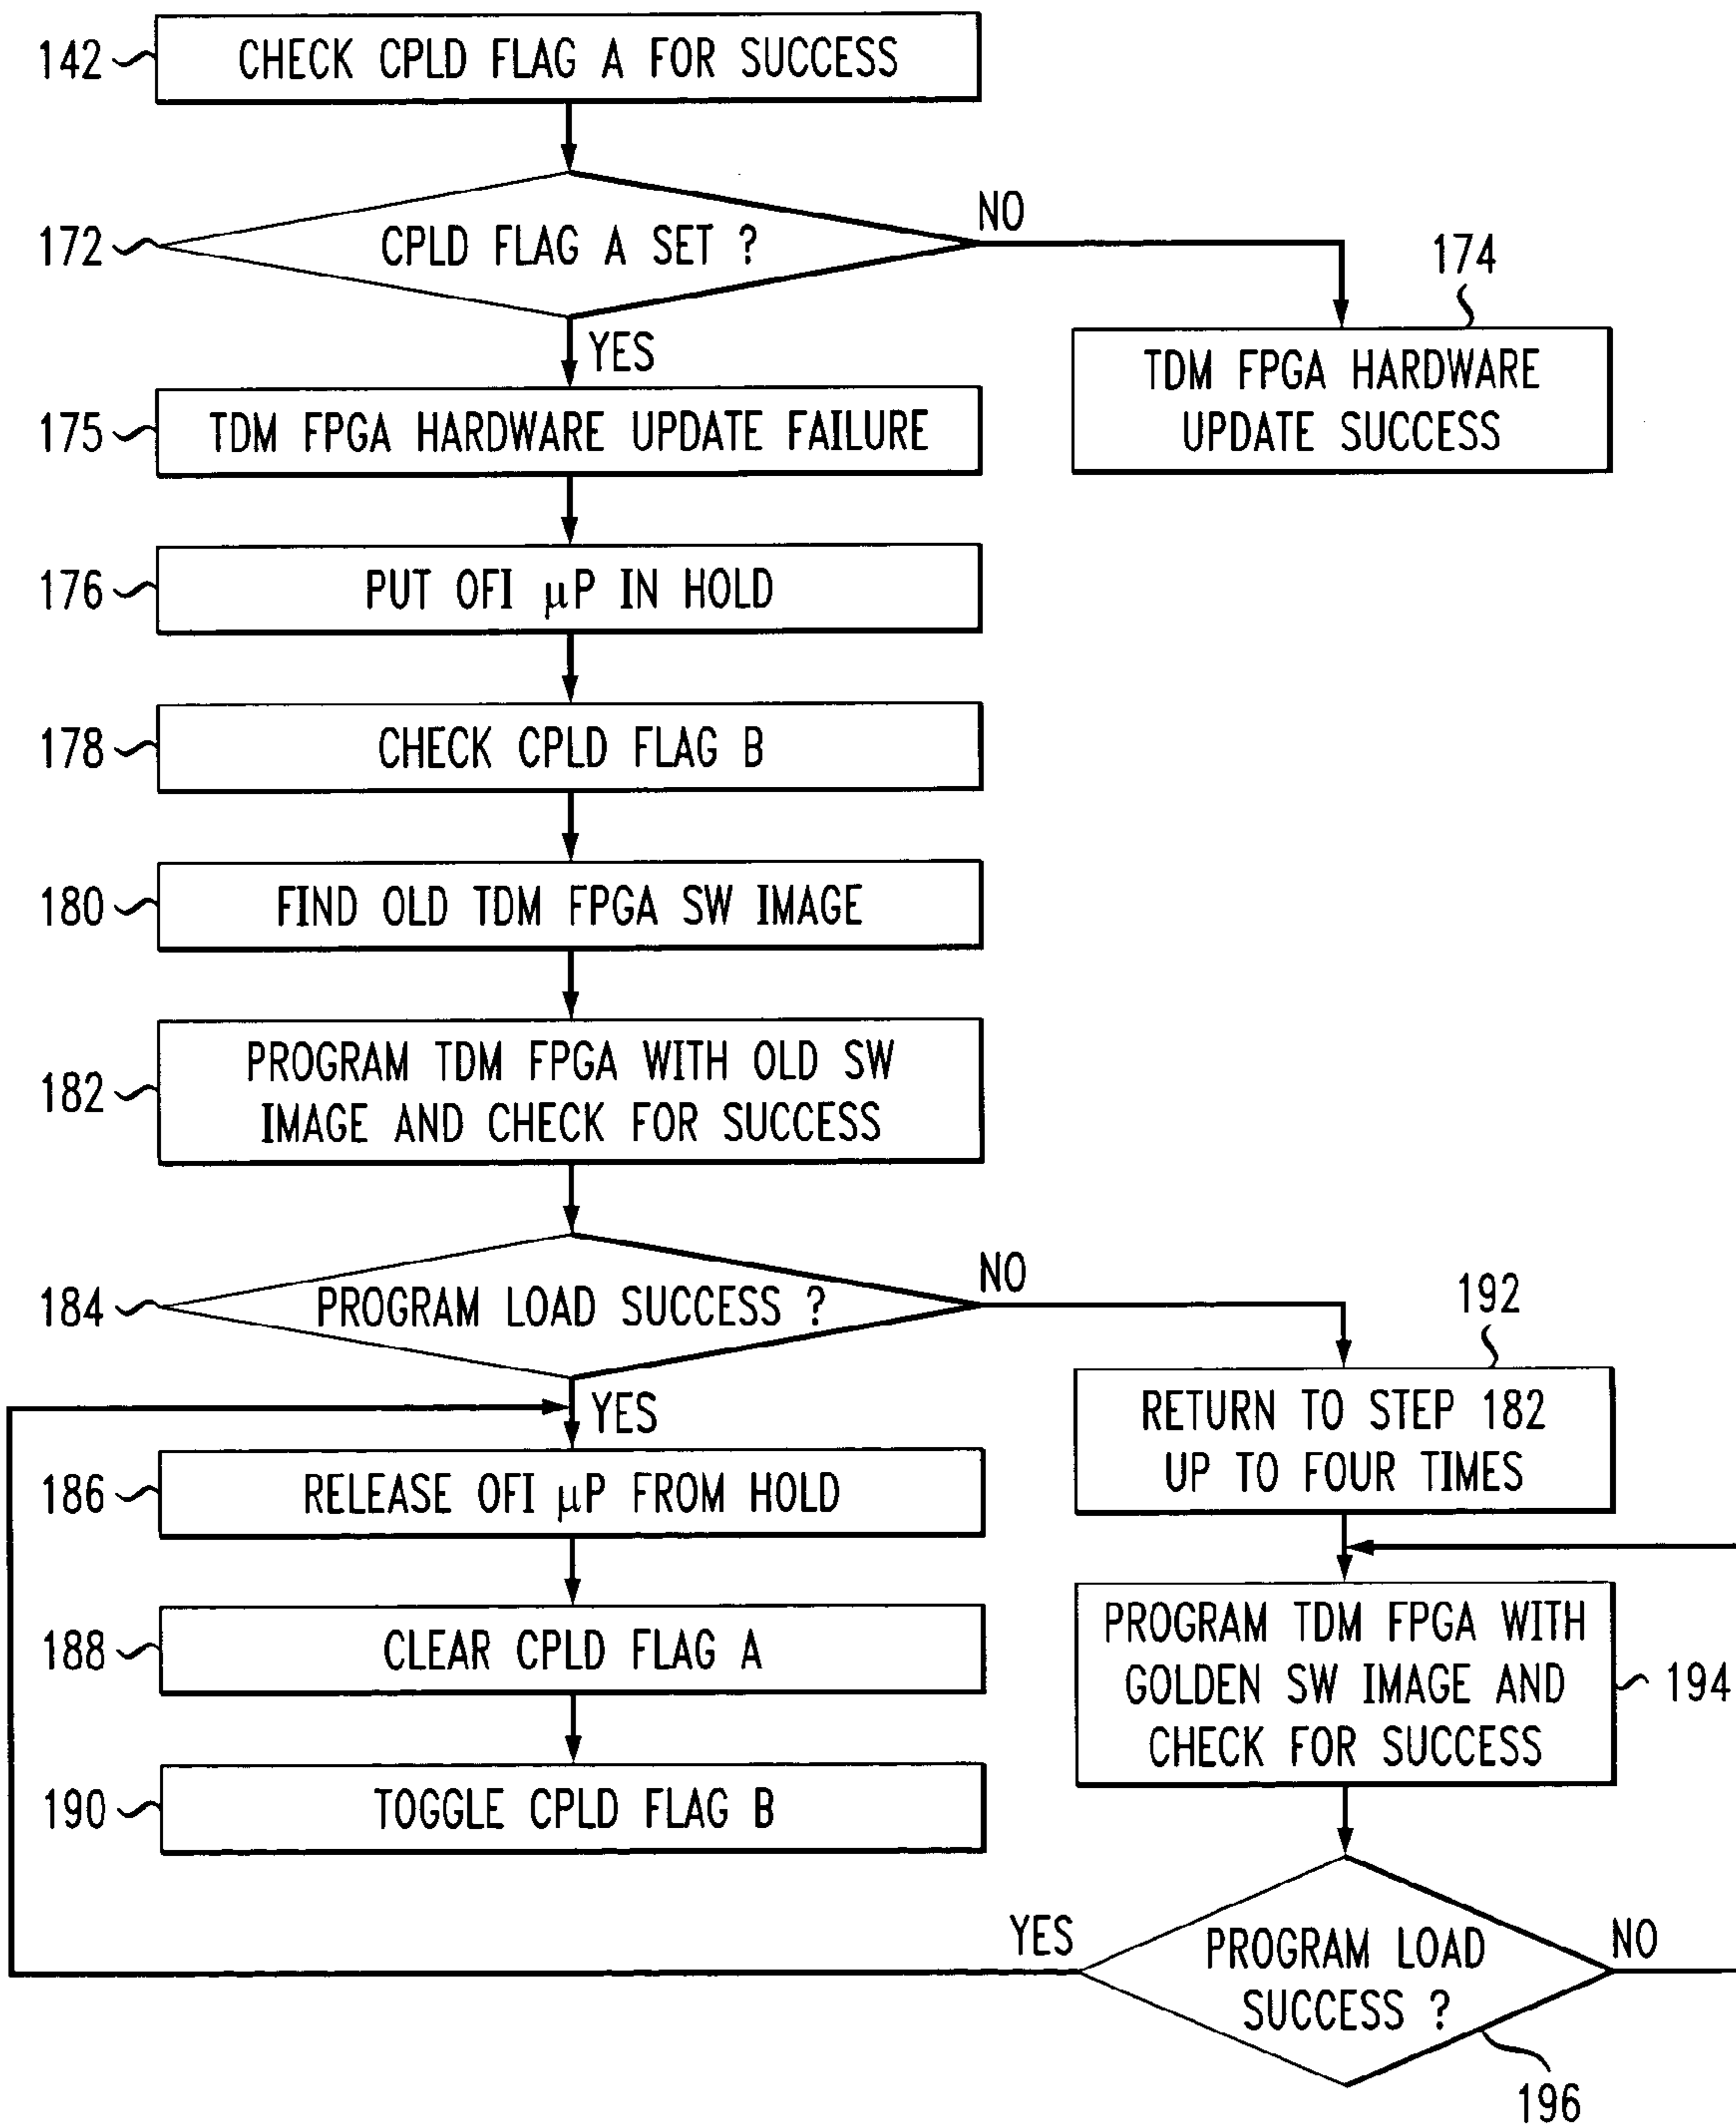 142
CHECK CPLD FLAG A FOR SUCCESS
172
CPLD FLAG A SET ?
NO
174
TDM FPGA HARDWARE
UPDATE SUCCESS
YES
175
TDM FPGA HARDWARE UPDATE FAILURE
176
PUT OFI µP IN HOLD
178
CHECK CPLD FLAG B
180
FIND OLD TDM FPGA SW IMAGE
182
PROGRAM TDM FPGA WITH OLD SW
IMAGE AND CHECK FOR SUCCESS
184
PROGRAM LOAD SUCCESS ?
NO
192
RETURN TO STEP 182
UP TO FOUR TIMES
YES
186
RELEASE OFI µP FROM HOLD
188
CLEAR CPLD FLAG A
190
TOGGLE CPLD FLAG B
PROGRAM TDM FPGA WITH
GOLDEN SW IMAGE AND
CHECK FOR SUCCESS
194
YES
PROGRAM LOAD
SUCCESS ?
NO
196